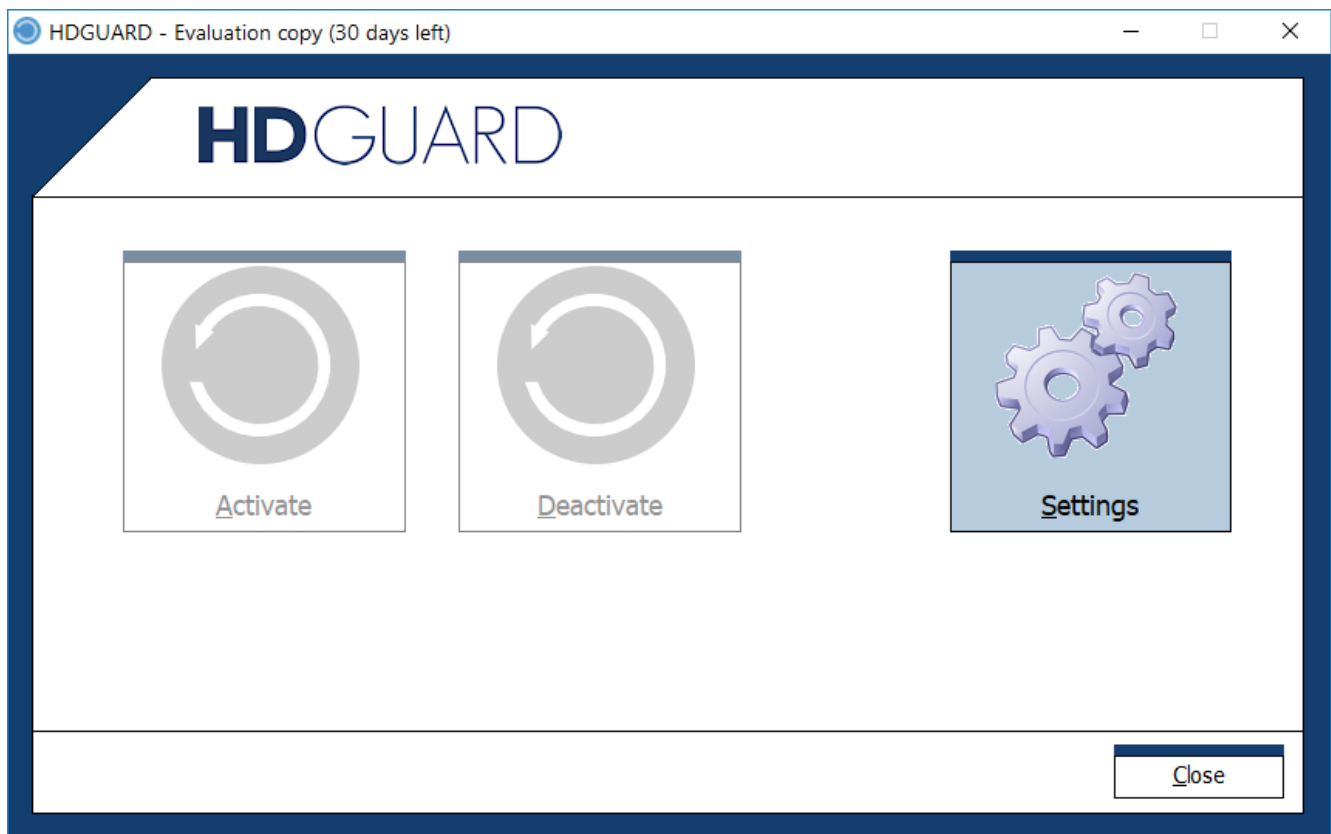 HDGUARD - Evaluation copy (30 days left)
HDGUARD
Activate
Deactivate
Settings
Close